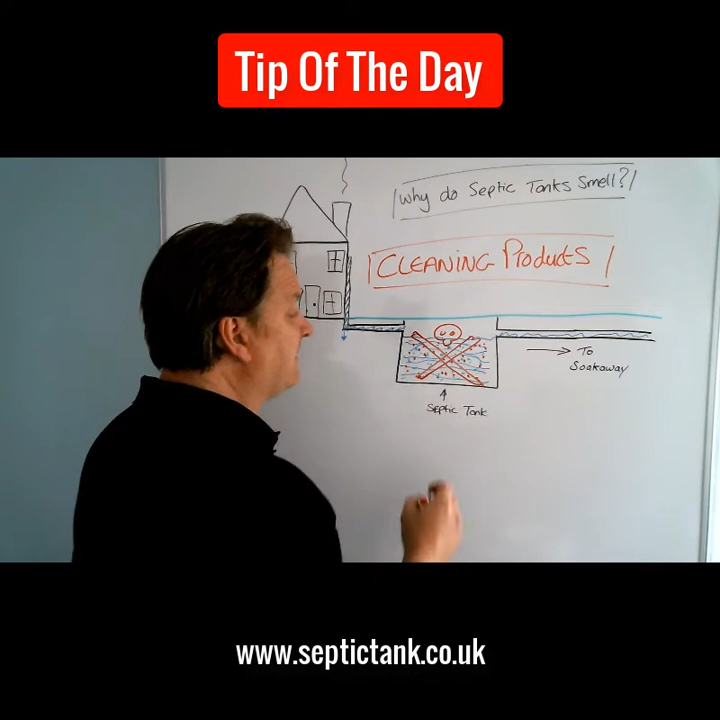 Tip Of The Day
Why do Septic Tanks Smell?
CLEANING Products
To
Soakaway
Septic Tank
www.septictank.co.uk